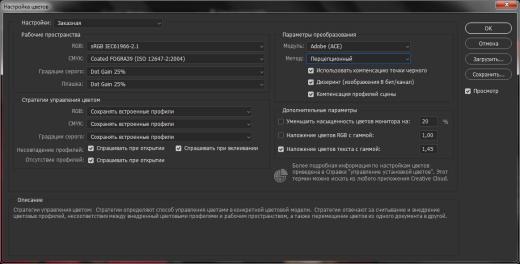 Настройка цветов
Настройки: Заказная
Рабочие пространства
RGB: sRGB IEC61966-2.1
CMYK: Coated FOGRA39 (ISO 12647-2:2004)
Градации серого: Dot Gain 25%
Плашка: Dot Gain 25%
Стратегии управления цветом
RGB: Сохранять встроенные профили
CMYK: Сохранять встроенные профили
Градации серого: Сохранять встроенные профили
Несовпадение профилей: Спрашивать при открытии Спрашивать при вклеивании
Отсутствие профилей: Спрашивать при открытии
Параметры преобразования
Модуль: Adobe (ACE)
Метод: Перцепционный
Использовать компенсацию точки черного
Дизеринг (изображения 8 бит/канал)
Компенсация профилей сцены
Дополнительные параметры
Уменьшить насыщенность цветов монитора на: 20 %
Наложение цветов RGB с гаммой: 1,00
Наложение цветов текста с гаммой: 1,45
Более подробная информация по настройкам цветов
приведена в Справке "управление установкой цветов". Этот
термин можно искать из любого приложения Creative Cloud.
OK
Отмена
Загрузить...
Сохранить...
Просмотр
Описание
Стратегии управления цветом Стратегии определяют способ управления цветами в конкретной цветовой модели. Стратегии отвечают за считывание и внедрение
цветовых профилей, несоответствия между внедренный цветовыми профилями и рабочим пространством, а также перемещение цветов из одного документа в другой.